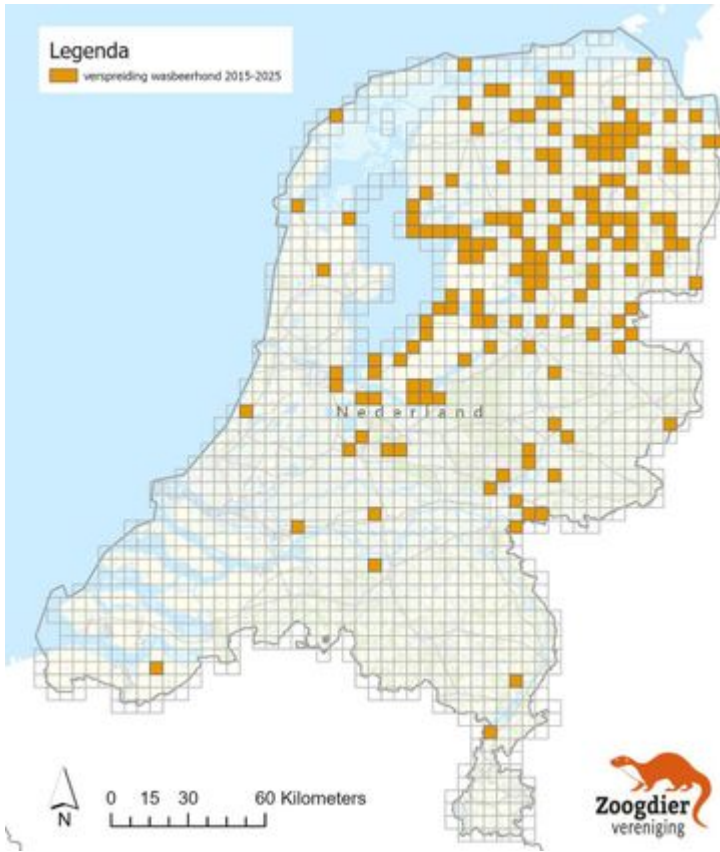 Legenda
verspreiding wasbeerhond 2015-2025
Nederland
N
0 15 30 60 Kilometers
Zoogdier
vereniging